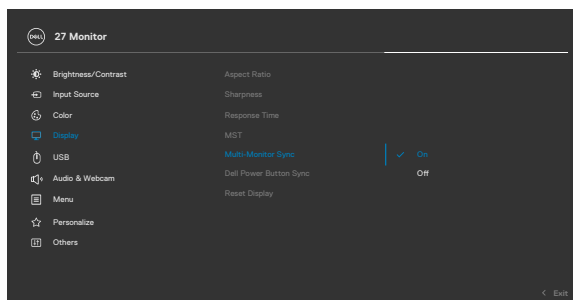 DELL
27 Monitor
Brightness/Contrast
Input Source
Color
Display
USB
Audio & Webcam
Menu
Personalize
Others
Aspect Ratio
Sharpness
Response Time
MST
Multi-Monitor Sync
Dell Power Button Sync
Reset Display
On
Off
Exit